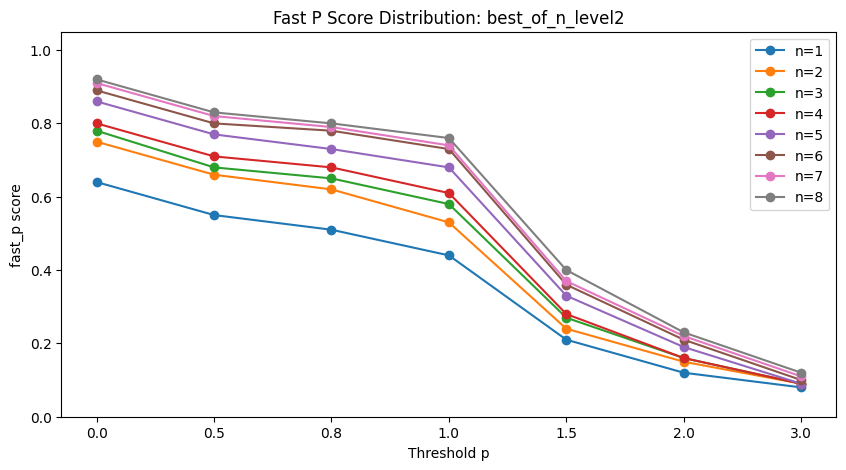 Fast P Score Distribution: best_of_n_level2
fast_p score
1.0
0.8
0.6
0.4
0.2
0.0
0.0 0.5 0.8 1.0 1.5 2.0 3.0
Threshold p
n=1
n=2
n=3
n=4
n=5
n=6
n=7
n=8